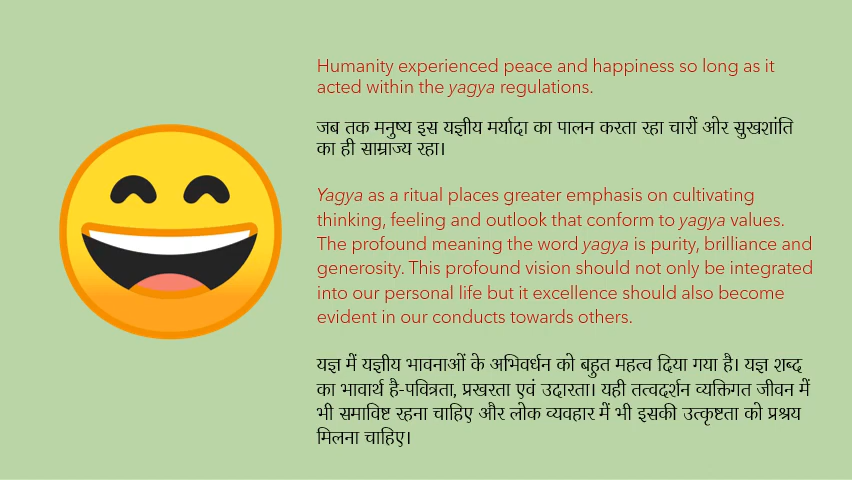 Humanity experienced peace and happiness so long as it
acted within the yagya regulations.
जब तक मनुष्य इस यज्ञीय मर्यादा का पालन करता रहा चारों ओर सुखशांति
का ही साम्राज्य रहा।
Yagya as a ritual places greater emphasis on cultivating
thinking, feeling and outlook that conform to yagya values.
The profound meaning the word yagya is purity, brilliance and
generosity. This profound vision should not only be integrated
into our personal life but it excellence should also become
evident in our conducts towards others.
यज्ञ में यज्ञीय भावनाओं के अभिवर्धन को बहुत महत्व दिया गया है। यज्ञ शब्द
का भावार्थ है-पवित्रता, प्रखरता एवं उदारता। यही तत्वदर्शन व्यक्तिगत जीवन में
भी समाविष्ट रहना चाहिए और लोक व्यवहार में भी इसकी उत्कृष्टता को प्रश्रय
मिलना चाहिए।